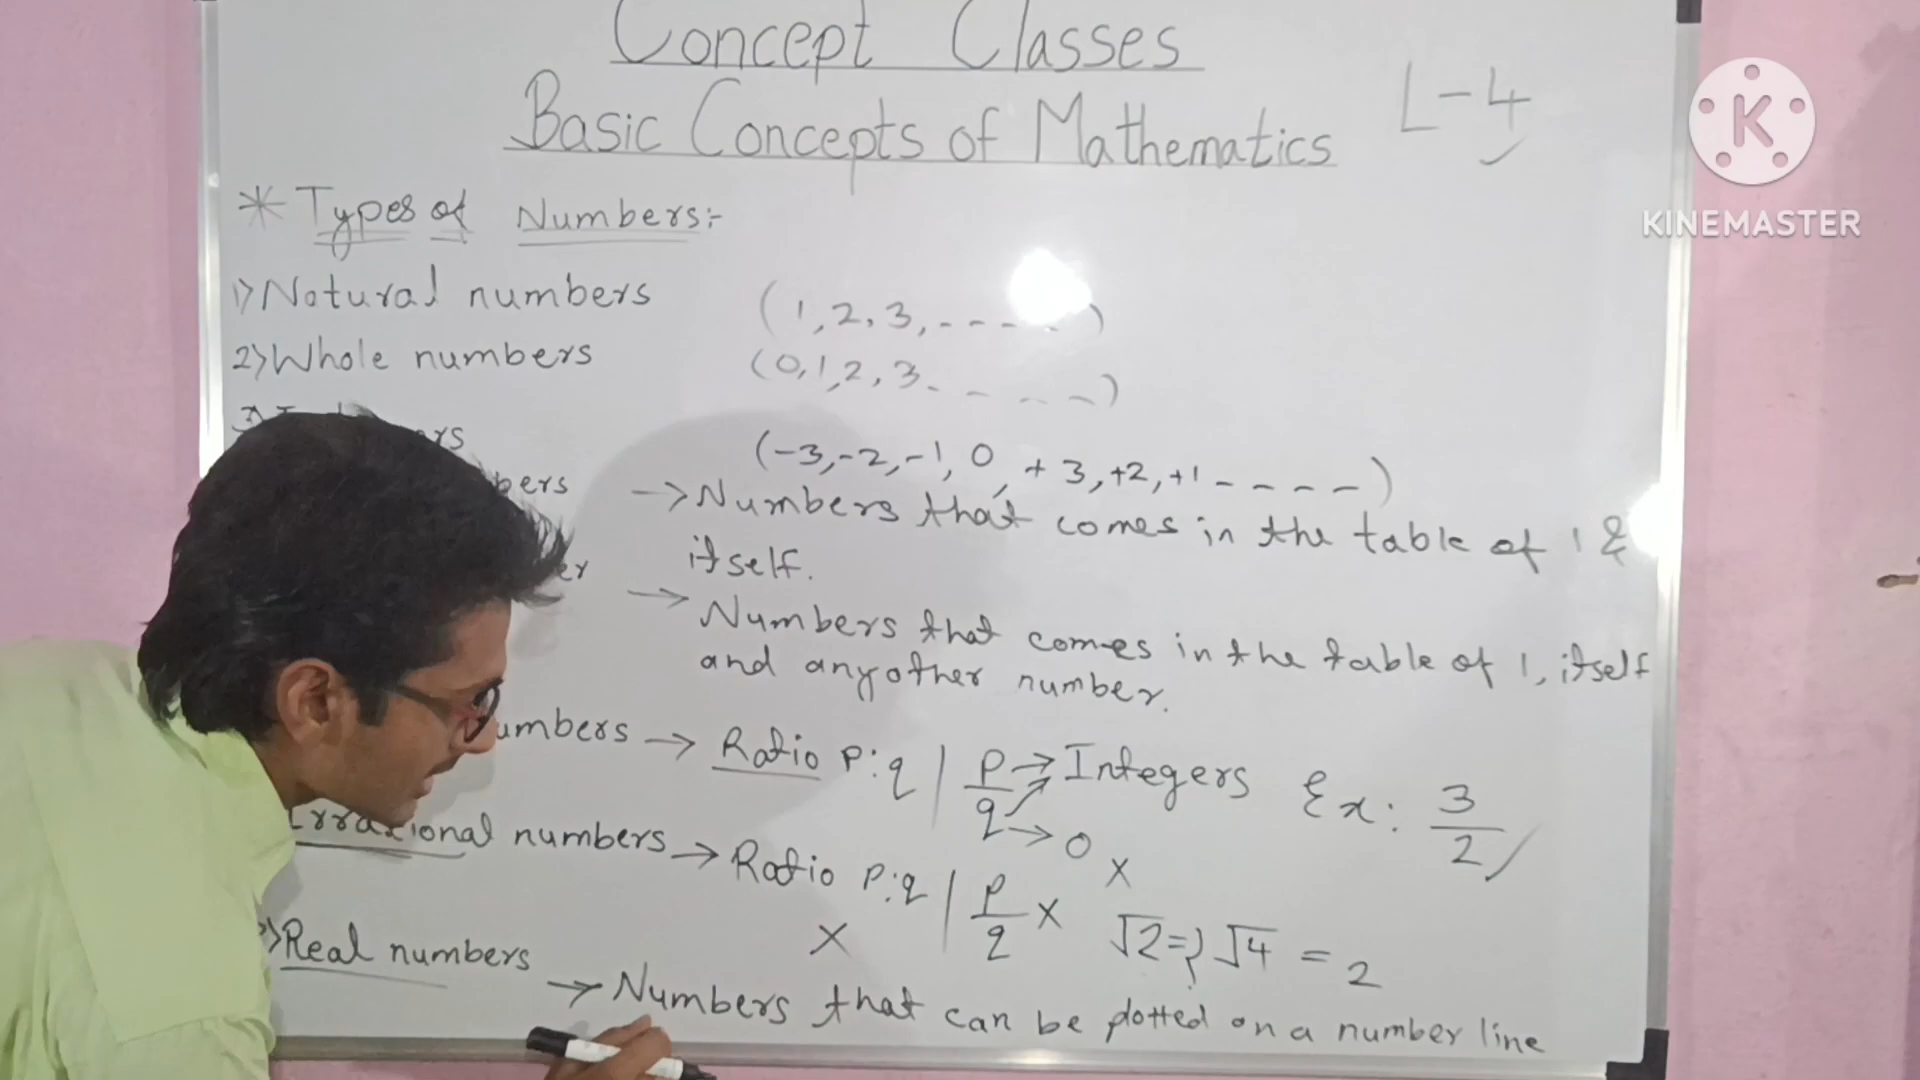 Concept Classes
Basic Concepts of Mathematics L-4
KINEMASTER
* Types of Numbers:-
1) Natural numbers (1,2,3,-----)
2) Whole numbers (0,1,2,3- - - -)
(-3,-2,-1,0,+3,+2,+1----)
→ Numbers that comes in the table of 1 &
itself.
→ Numbers that comes in the table of 1, itself
and any other number.
umbers → Ratio p:q | p/q → Integers Ex: 3/2
q → 0 x
Irrational numbers → Ratio p:q x | p/q x √2=? √4 = 2
Real numbers
→ Numbers that can be plotted on a number line